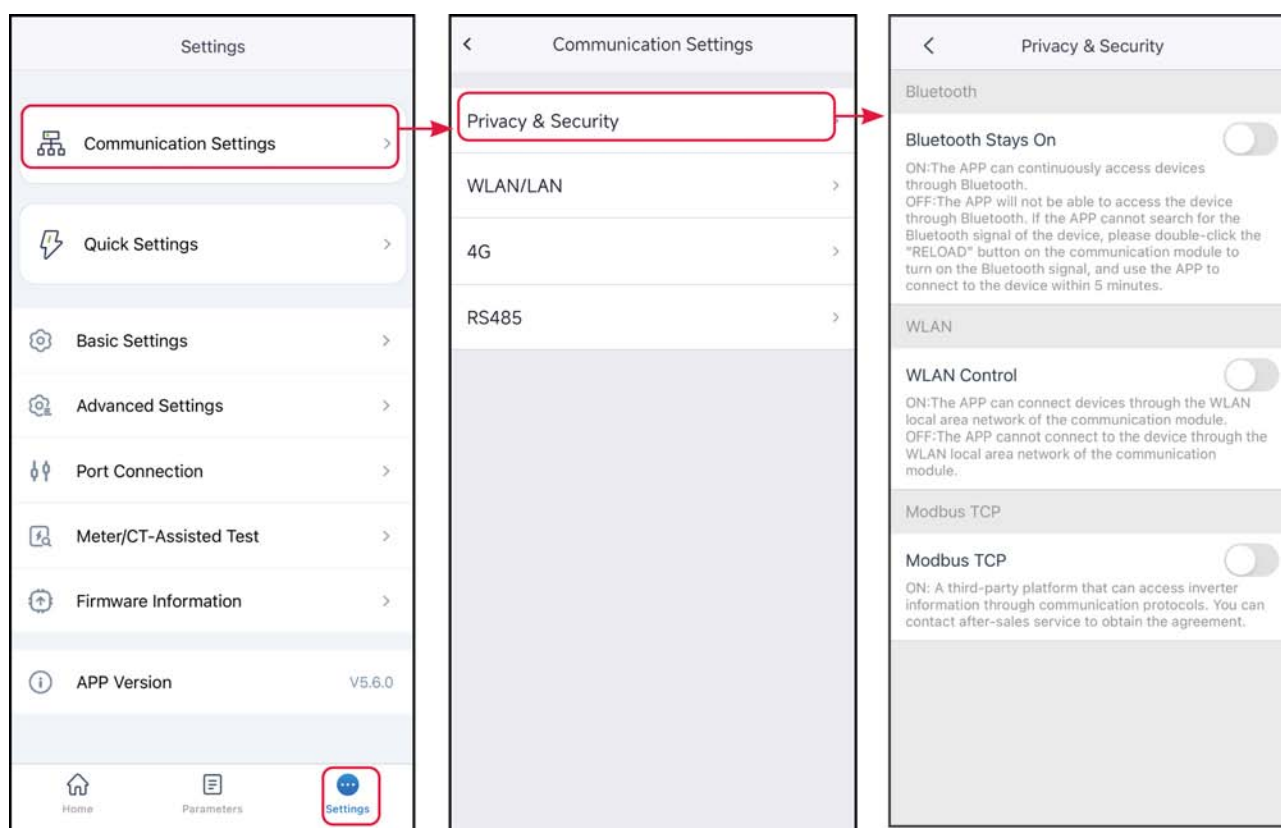 Settings
Communication Settings
Quick Settings
Basic Settings
Advanced Settings
Port Connection
Meter/CT-Assisted Test
Firmware Information
APP Version V5.6.0
Home Parameters Settings
Communication Settings
Privacy & Security
WLAN/LAN
4G
RS485
Privacy & Security
Bluetooth
Bluetooth Stays On
ON:The APP can continuously access devices
through Bluetooth.
OFF:The APP will not be able to access the device
through Bluetooth. If the APP cannot search for the
Bluetooth signal of the device, please double-click the
"RELOAD" button on the communication module to
turn on the Bluetooth signal, and use the APP to
connect to the device within 5 minutes.
WLAN
WLAN Control
ON:The APP can connect devices through the WLAN
local area network of the communication module.
OFF:The APP cannot connect to the device through the
WLAN local area network of the communication
module.
Modbus TCP
Modbus TCP
ON: A third-party platform that can access inverter
information through communication protocols. You can
contact after-sales service to obtain the agreement.